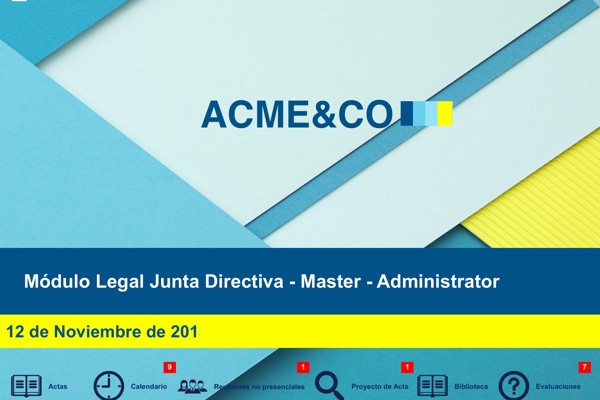 ACME&CO
Módulo Legal Junta Directiva - Master - Administrator
12 de Noviembre de 201
9 1 1 7
Actas Calendario Reuniones no presenciales Proyecto de Acta Biblioteca Evaluaciones